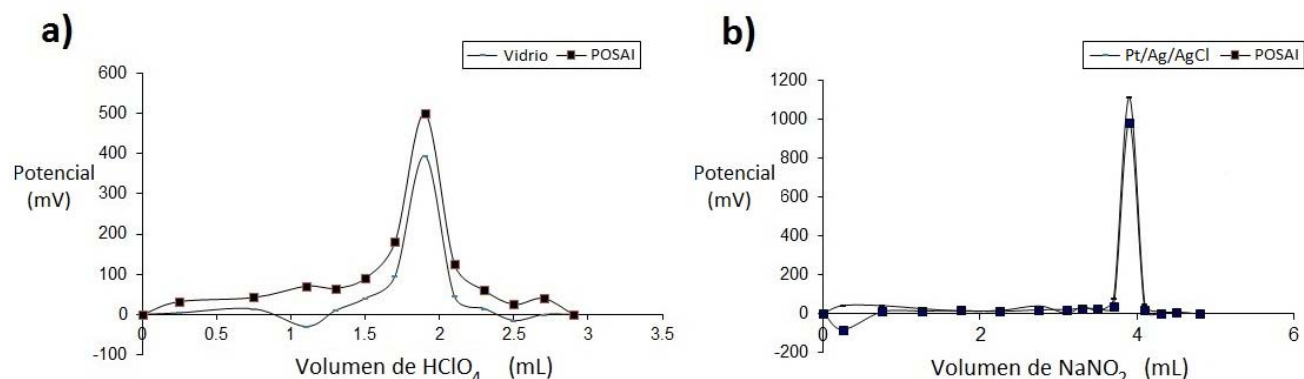 a)
Vidrio POSAI
600
500
400
300
200
100
0
-100
Potencial
(mV)
0 0.5 1 1.5 2 2.5 3 3.5
Volumen de HClO₄ (mL)
b)
Pt/Ag/AgCl POSAI
1200
1000
800
600
400
200
0
-200
Potencial
(mV)
0 2 4 6
Volumen de NaNO₂ (mL)